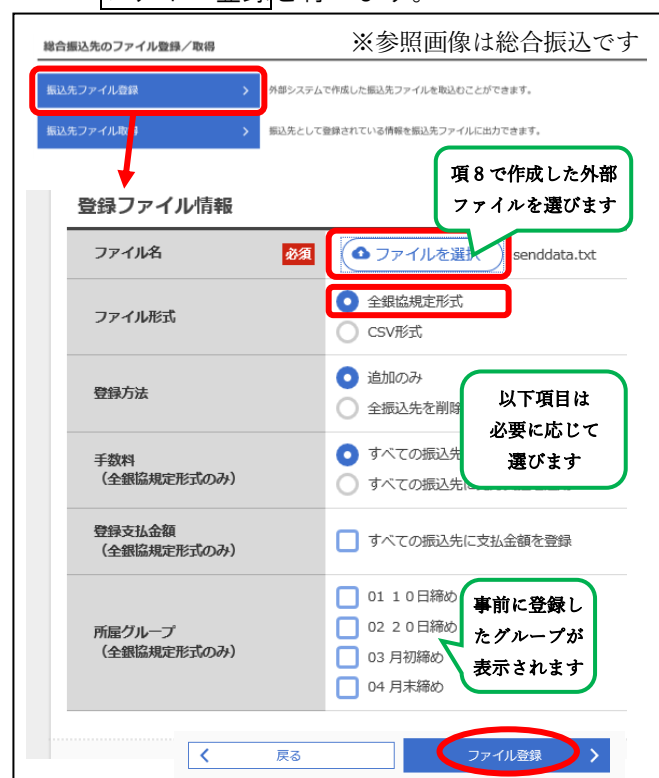 総合振込先のファイル登録／取得
※参照画像は総合振込です
振込先ファイル登録
外部システムで作成した振込先ファイルを取込むことができます。
振込先ファイル取得
振込先として登録されている情報を振込先ファイルに出力できます。
項８で作成した外部
ファイルを選びます
登録ファイル情報
ファイル名
必須
ファイルを選択
senddata.txt
ファイル形式
全銀協規定形式
CSV形式
登録方法
追加のみ
全振込先を削除
以下項目は
必要に応じて
選びます
手数料
（全銀協規定形式のみ）
すべての振込先
すべての振込先に
登録支払金額
（全銀協規定形式のみ）
すべての振込先に支払金額を登録
所属グループ
（全銀協規定形式のみ）
01 １０日締め
02 ２０日締め
03 月初締め
04 月末締め
事前に登録し
たグループが
表示されます
戻る
ファイル登録